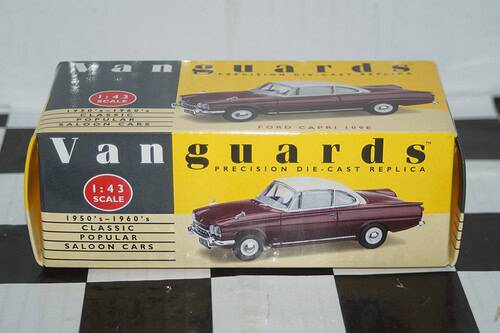 Vanguards
PRECISION DIE-CAST REPLICA
1:43
SCALE
1950's-1960's
CLASSIC
POPULAR
SALOON CARS
FORD CAPRI 109E
Vanguards™
PRECISION DIE-CAST REPLICA
1:43
SCALE
1950's-1960's
CLASSIC
POPULAR
SALOON CARS